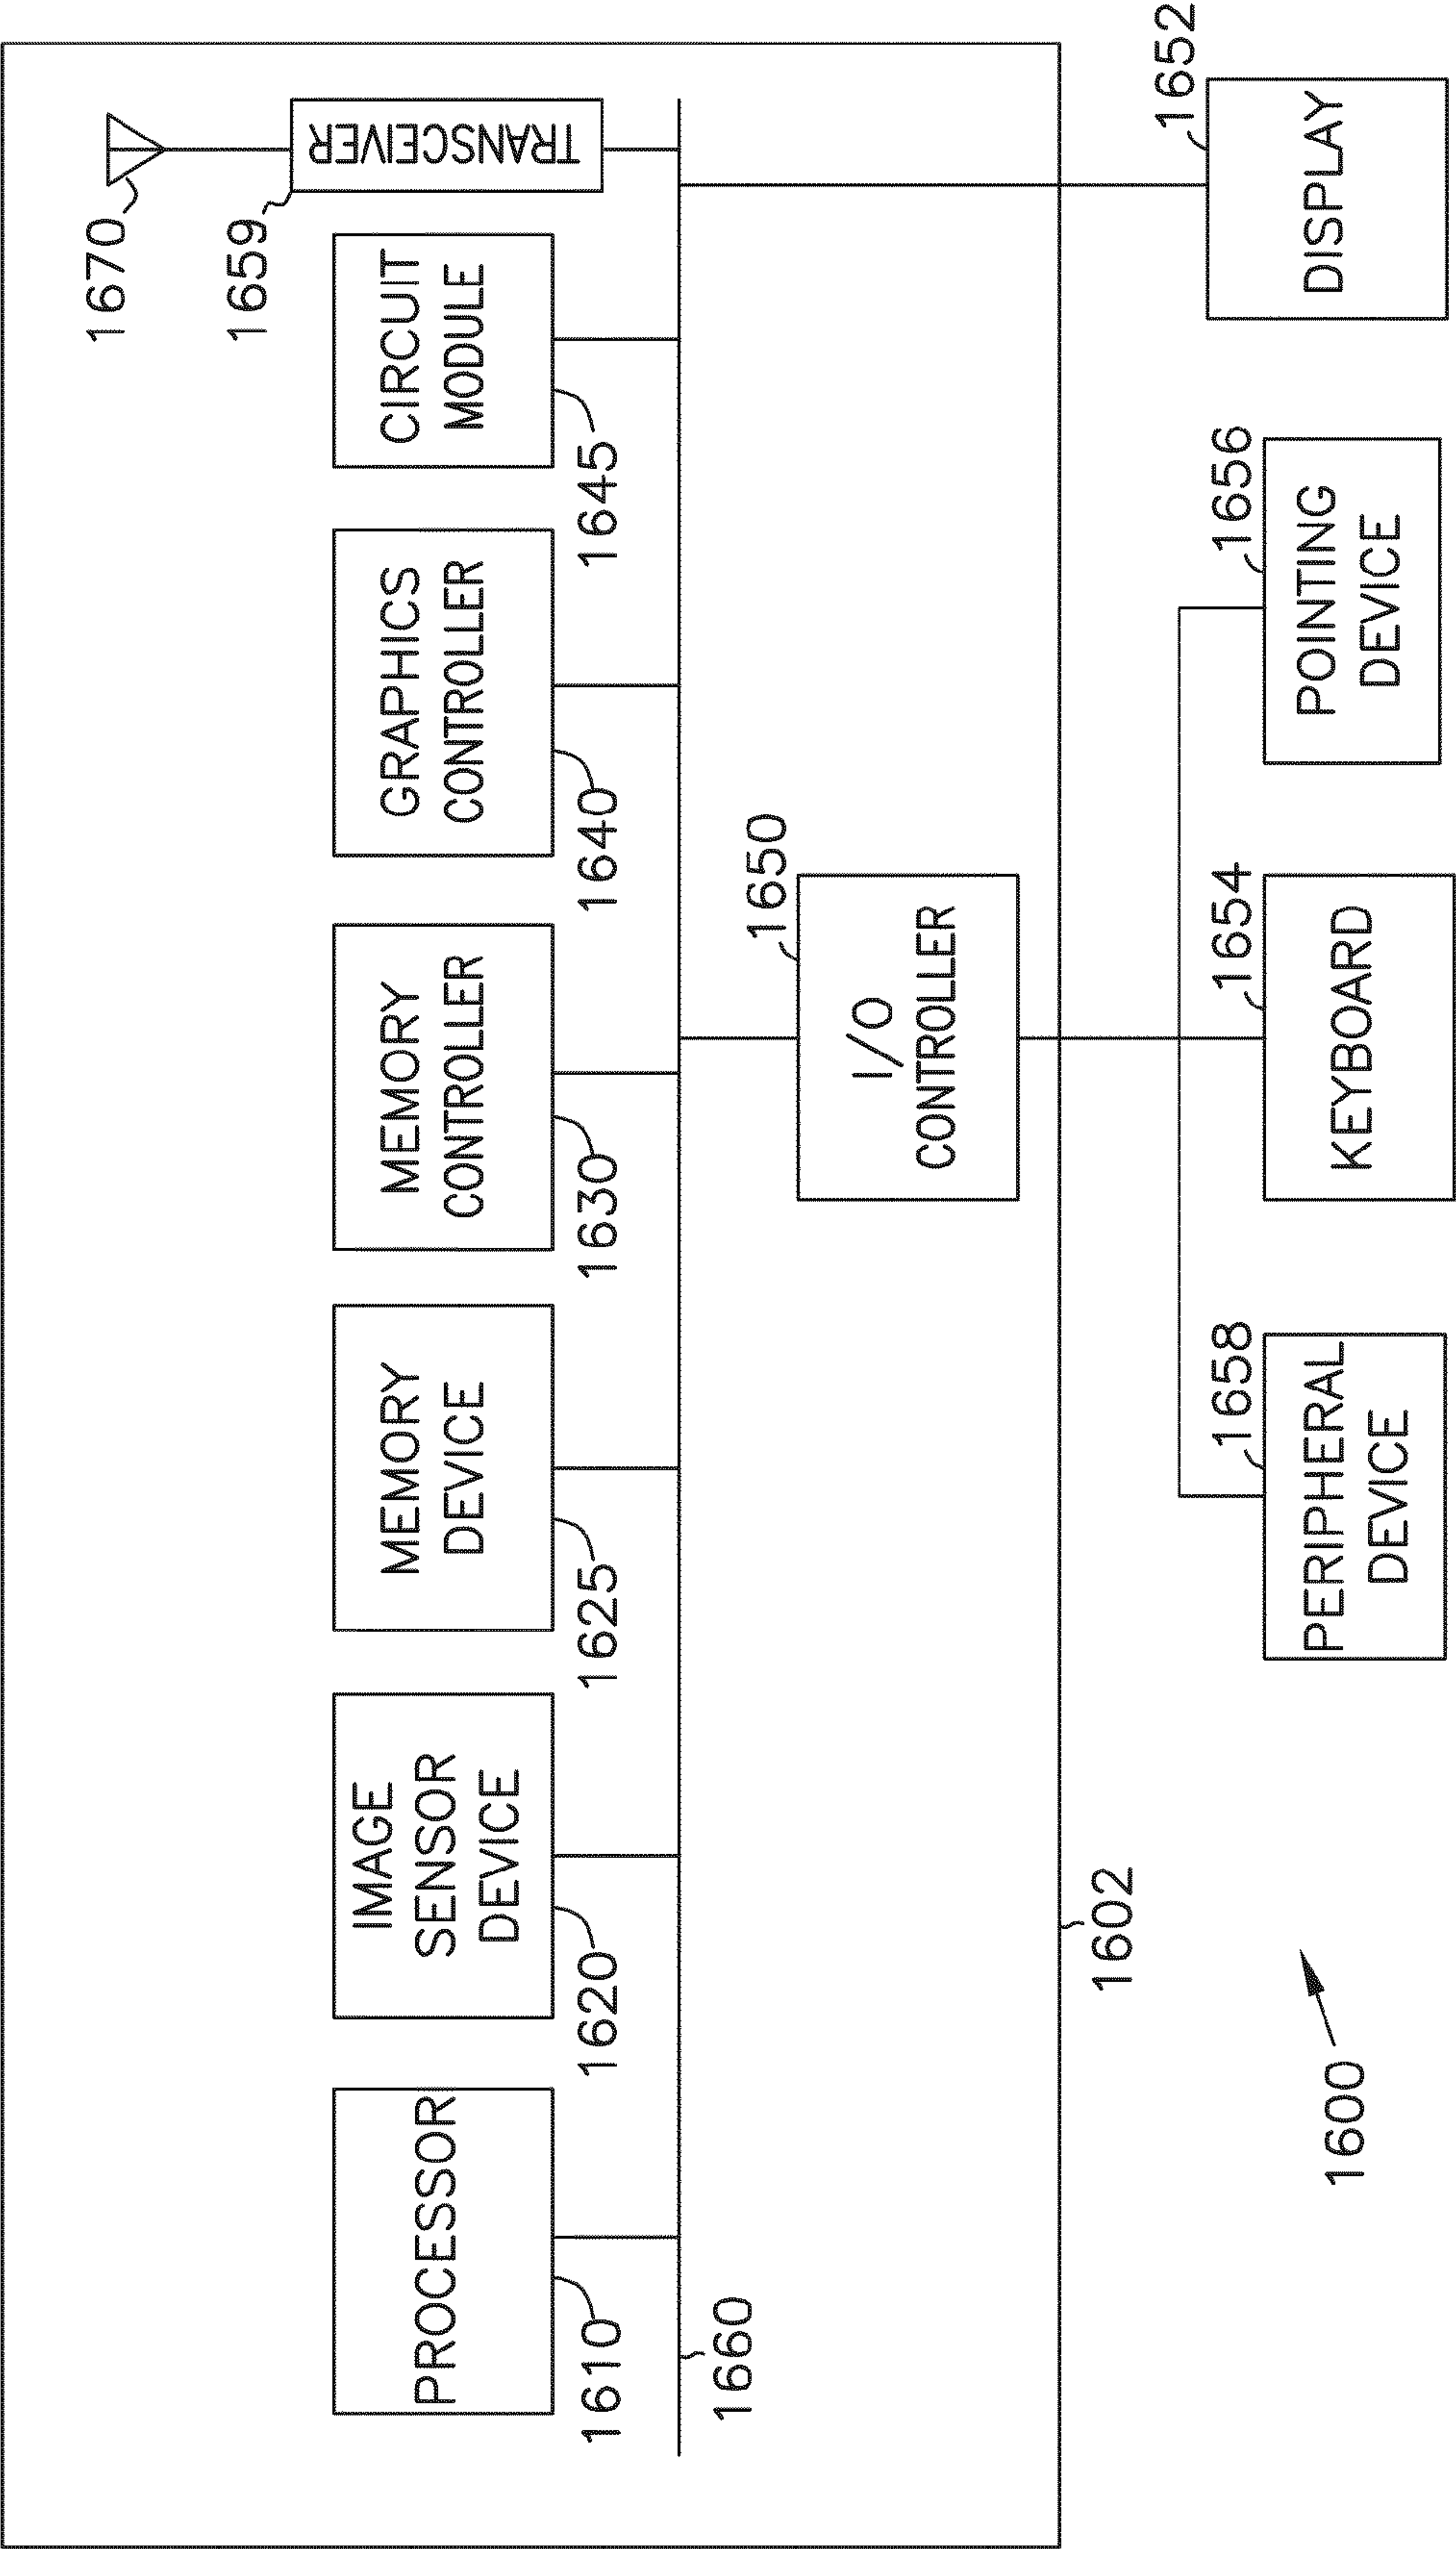 1670
1659
TRANSCEIVER
PROCESSOR
1610
IMAGE
SENSOR
DEVICE
1620
MEMORY
DEVICE
1625
MEMORY
CONTROLLER
1630
GRAPHICS
CONTROLLER
1640
CIRCUIT
MODULE
1645
1660
I/O
CONTROLLER
1650
1602
1600
PERIPHERAL
DEVICE
1658
KEYBOARD
1654
POINTING
DEVICE
1656
DISPLAY
1652